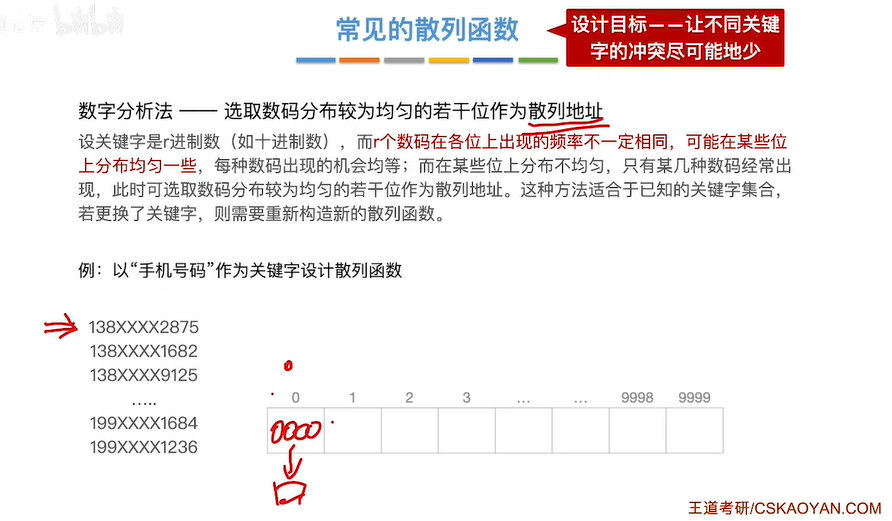 常见的散列函数
设计目标——让不同关键
字的冲突尽可能地少
数字分析法 —— 选取数码分布较为均匀的若干位作为散列地址
设关键字是r进制数（如十进制数），而r个数码在各位上出现的频率不一定相同，可能在某些位
上分布均匀一些，每种数码出现的机会均等；而在某些位上分布不均匀，只有某几种数码经常出
现，此时可选取数码分布较为均匀的若干位作为散列地址。这种方法适合于已知的关键字集合，
若更换了关键字，则需要重新构造新的散列函数。
例：以“手机号码”作为关键字设计散列函数
138XXXX2875
138XXXX1682
138XXXX9125
…..
199XXXX1684
199XXXX1236
0
0 1 2 3 … … 9998 9999
0000
王道考研/CSKAOYAN.COM